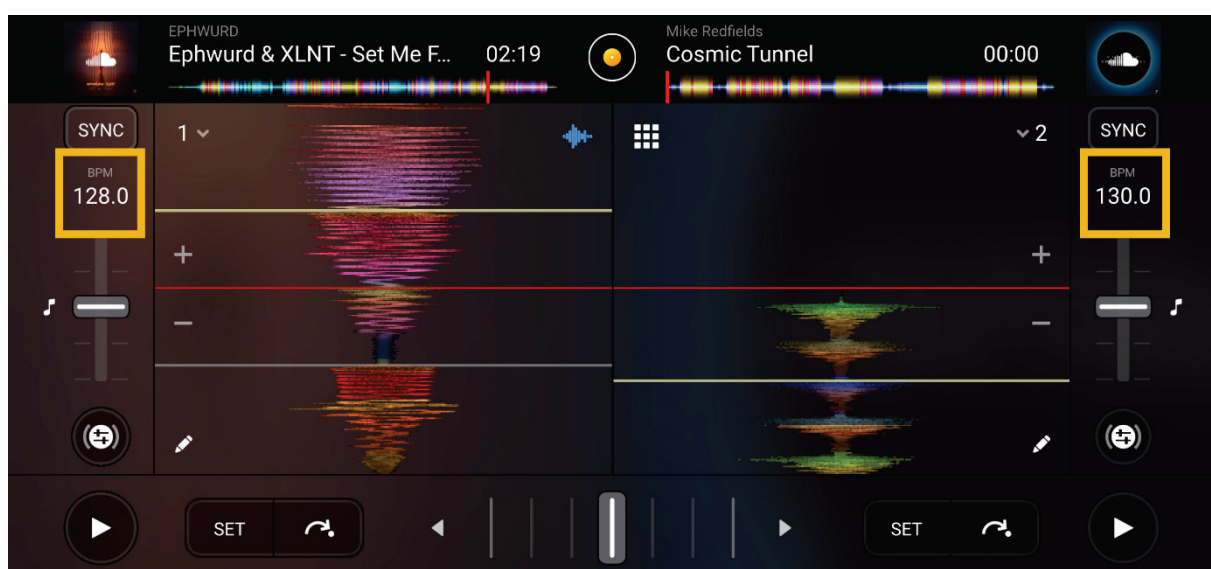 EPHWURD
Ephwurd & XLNT - Set Me F... 02:19
Mike Redfields
Cosmic Tunnel 00:00
SYNC
1
2
SYNC
BPM
128.0
BPM
130.0
SET
SET